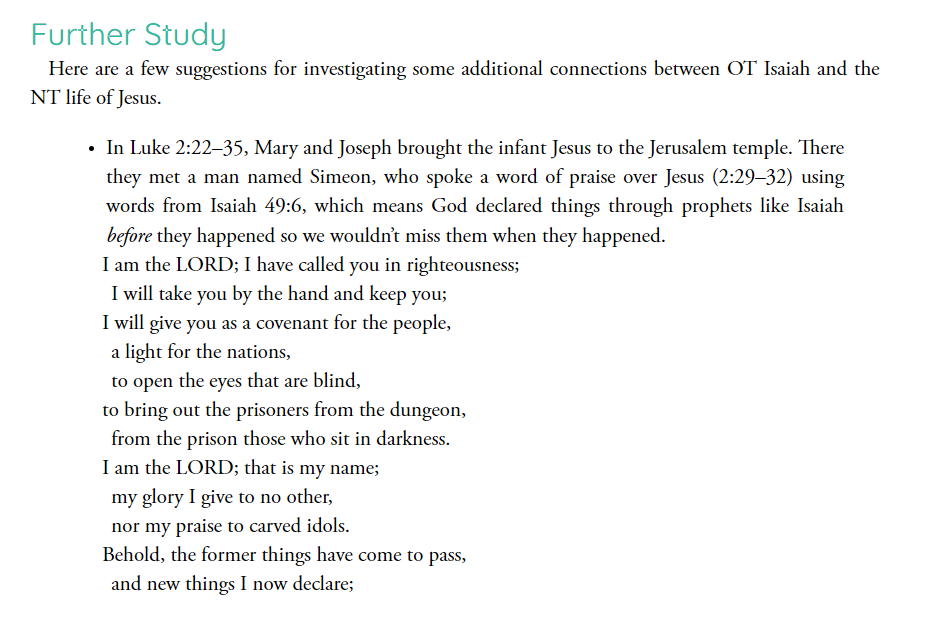 Further Study
Here are a few suggestions for investigating some additional connections between OT Isaiah and the
NT life of Jesus.
• In Luke 2:22–35, Mary and Joseph brought the infant Jesus to the Jerusalem temple. There
they met a man named Simeon, who spoke a word of praise over Jesus (2:29–32) using
words from Isaiah 49:6, which means God declared things through prophets like Isaiah
before they happened so we wouldn’t miss them when they happened.
I am the LORD; I have called you in righteousness;
I will take you by the hand and keep you;
I will give you as a covenant for the people,
a light for the nations,
to open the eyes that are blind,
to bring out the prisoners from the dungeon,
from the prison those who sit in darkness.
I am the LORD; that is my name;
my glory I give to no other,
nor my praise to carved idols.
Behold, the former things have come to pass,
and new things I now declare;